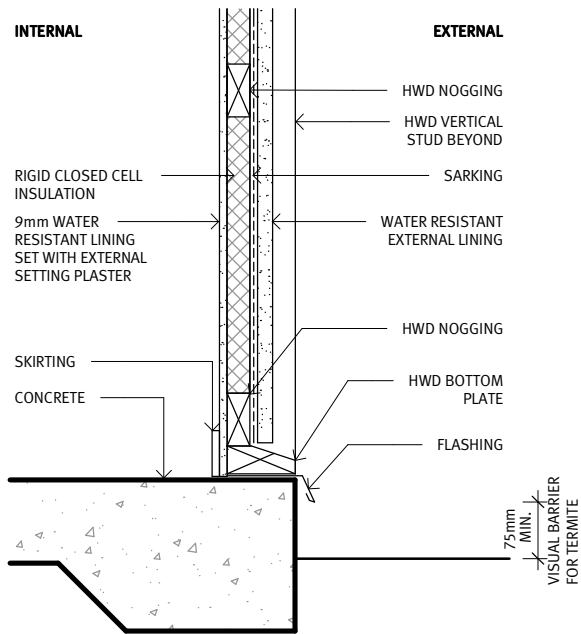 INTERNAL
EXTERNAL
HWD NOGGING
HWD VERTICAL
STUD BEYOND
RIGID CLOSED CELL
INSULATION
SARKING
9mm WATER
RESISTANT LINING
SET WITH EXTERNAL
SETTING PLASTER
WATER RESISTANT
EXTERNAL LINING
HWD NOGGING
SKIRTING
HWD BOTTOM
PLATE
CONCRETE
FLASHING
75mm
MIN.
VISUAL BARRIER
FOR TERMITE